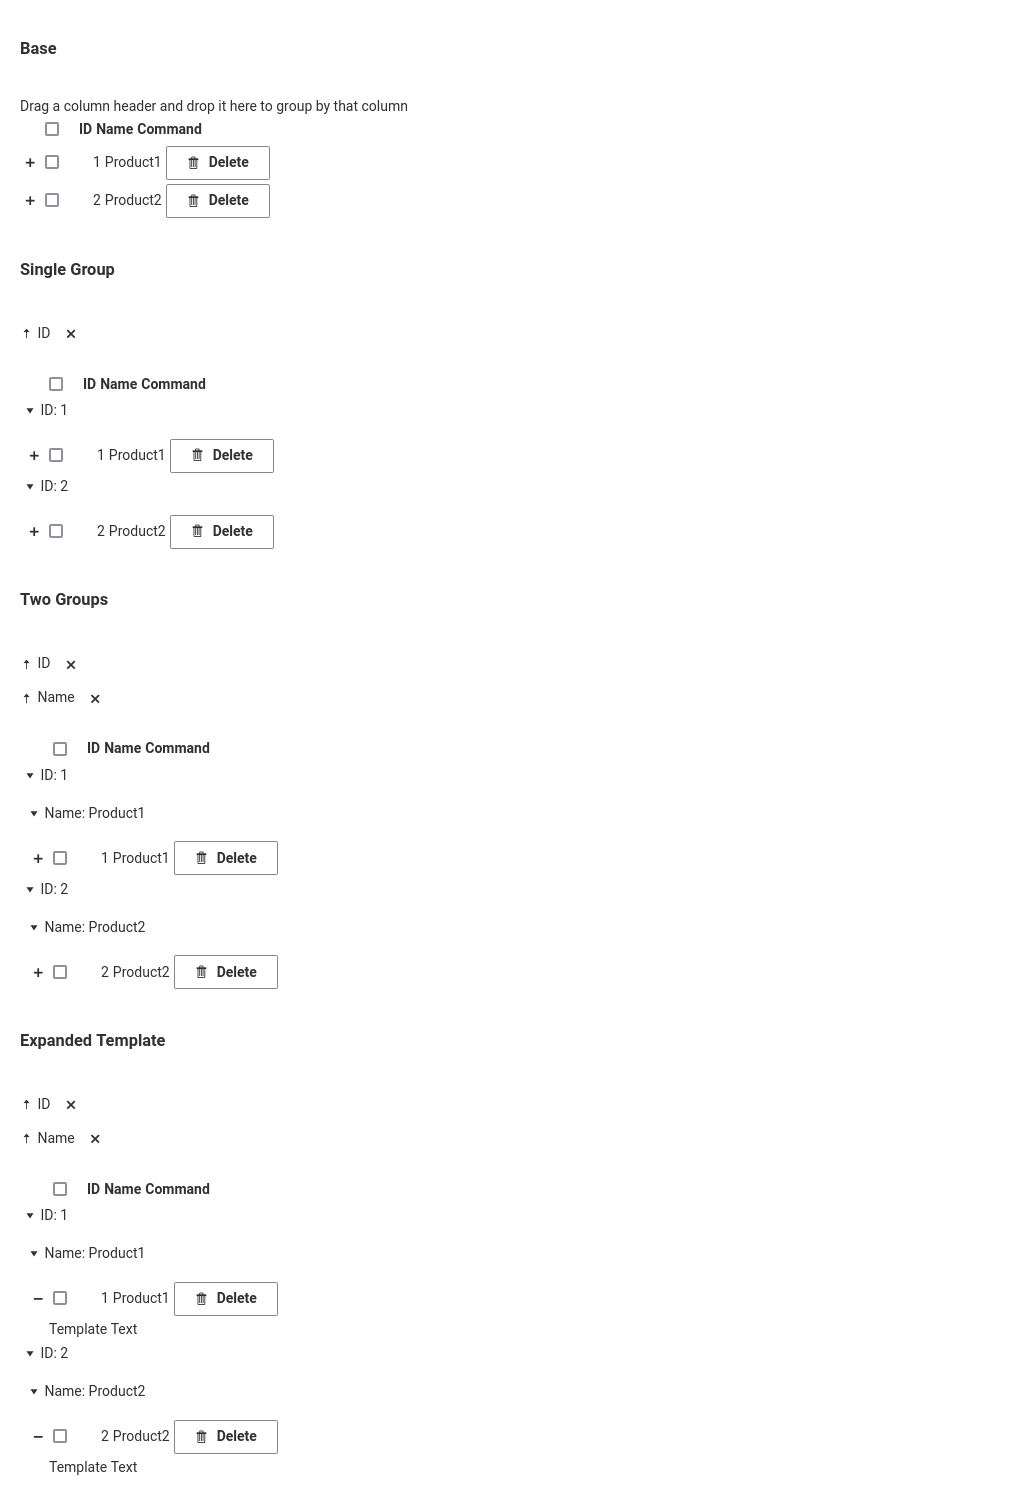 Base
Drag a column header and drop it here to group by that column
ID Name Command
1 Product1 Delete
2 Product2 Delete
Single Group
ID
ID Name Command
ID: 1
1 Product1 Delete
ID: 2
2 Product2 Delete
Two Groups
ID
Name
ID Name Command
ID: 1
Name: Product1
1 Product1 Delete
ID: 2
Name: Product2
2 Product2 Delete
Expanded Template
ID
Name
ID Name Command
ID: 1
Name: Product1
1 Product1 Delete
Template Text
ID: 2
Name: Product2
2 Product2 Delete
Template Text